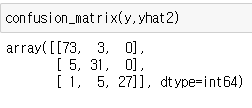 confusion_matrix(y,yhat2)
array([[73, 3, 0],
[ 5, 31, 0],
[ 1, 5, 27]], dtype=int64)